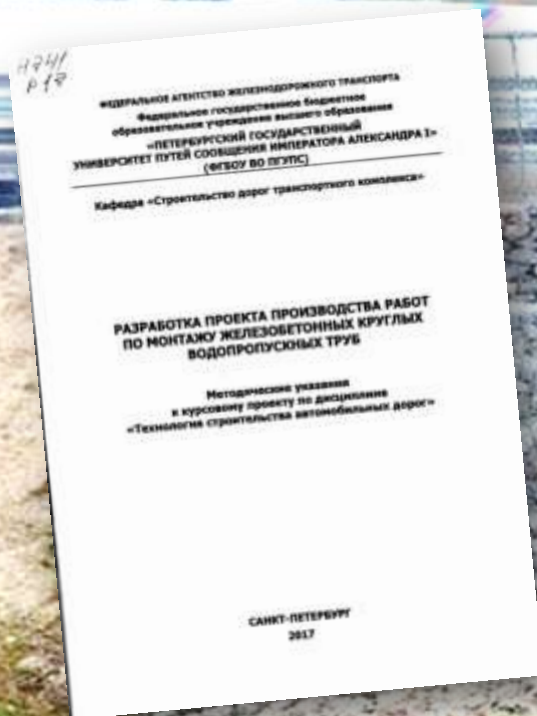 А741
Р17
ФЕДЕРАЛЬНОЕ АГЕНТСТВО ЖЕЛЕЗНОДОРОЖНОГО ТРАНСПОРТА
Федеральное государственное бюджетное
образовательное учреждение высшего образования
«ПЕТЕРБУРГСКИЙ ГОСУДАРСТВЕННЫЙ
УНИВЕРСИТЕТ ПУТЕЙ СООБЩЕНИЯ ИМПЕРАТОРА АЛЕКСАНДРА I»
(ФГБОУ ВО ПГУПС)
Кафедра «Строительство дорог транспортного комплекса»
РАЗРАБОТКА ПРОЕКТА ПРОИЗВОДСТВА РАБОТ
ПО МОНТАЖУ ЖЕЛЕЗОБЕТОННЫХ КРУГЛЫХ
ВОДОПРОПУСКНЫХ ТРУБ
Методические указания
к курсовому проекту по дисциплине
«Технология строительства автомобильных дорог»
САНКТ-ПЕТЕРБУРГ
2017